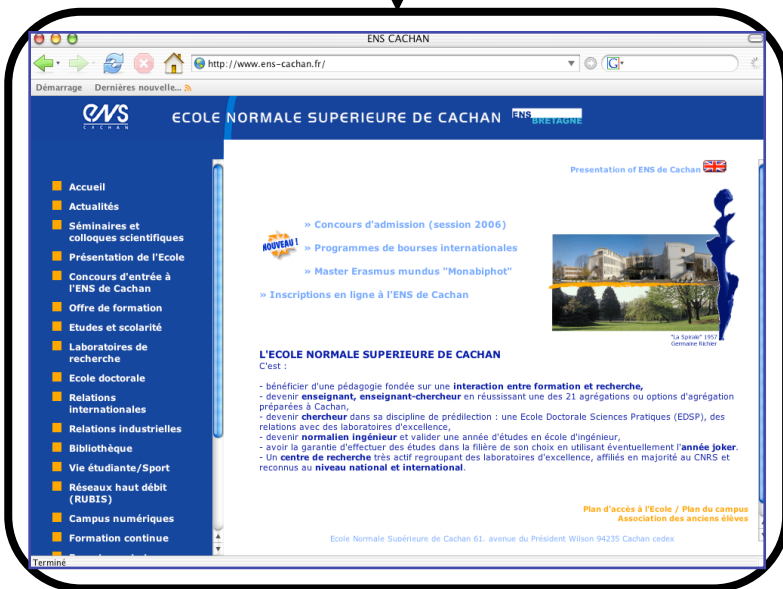 ENS CACHAN
http://www.ens-cachan.fr/
G
Démarrage Dernières nouvelle...
ENS
CACHAN
ECOLE NORMALE SUPERIEURE DE CACHAN
ENS
BRETAGNE
Accueil
Actualités
Séminaires et
colloques scientifiques
Présentation de l'Ecole
Concours d'entrée à
l'ENS de Cachan
Offre de formation
Etudes et scolarité
Laboratoires de
recherche
Ecole doctorale
Relations
internationales
Relations industrielles
Bibliothèque
Vie étudiante/Sport
Réseaux haut débit
(RUBIS)
Campus numériques
Formation continue
Presentation of ENS de Cachan
NOUVEAU !
» Concours d'admission (session 2006)
» Programmes de bourses internationales
» Master Erasmus mundus "Monabiphot"
» Inscriptions en ligne à l'ENS de Cachan
"La Spirale" 1957
Germaine Richier
L'ECOLE NORMALE SUPERIEURE DE CACHAN
C'est :
- bénéficier d'une pédagogie fondée sur une interaction entre formation et recherche,
- devenir enseignant, enseignant-chercheur en réussissant une des 21 agrégations ou options d'agrégation
préparées à Cachan,
- devenir chercheur dans sa discipline de prédilection : une Ecole Doctorale Sciences Pratiques (EDSP), des
relations avec des laboratoires d'excellence,
- devenir normalien ingénieur et valider une année d'études en école d'ingénieur,
- avoir la garantie d'effectuer des études dans la filière de son choix en utilisant éventuellement l'année joker.
- Un centre de recherche très actif regroupant des laboratoires d'excellence, affiliés en majorité au CNRS et
reconnus au niveau national et international.
Plan d'accès à l'Ecole / Plan du campus
Association des anciens élèves
Ecole Normale Supérieure de Cachan 61. avenue du Président Wilson 94235 Cachan cedex
Terminé